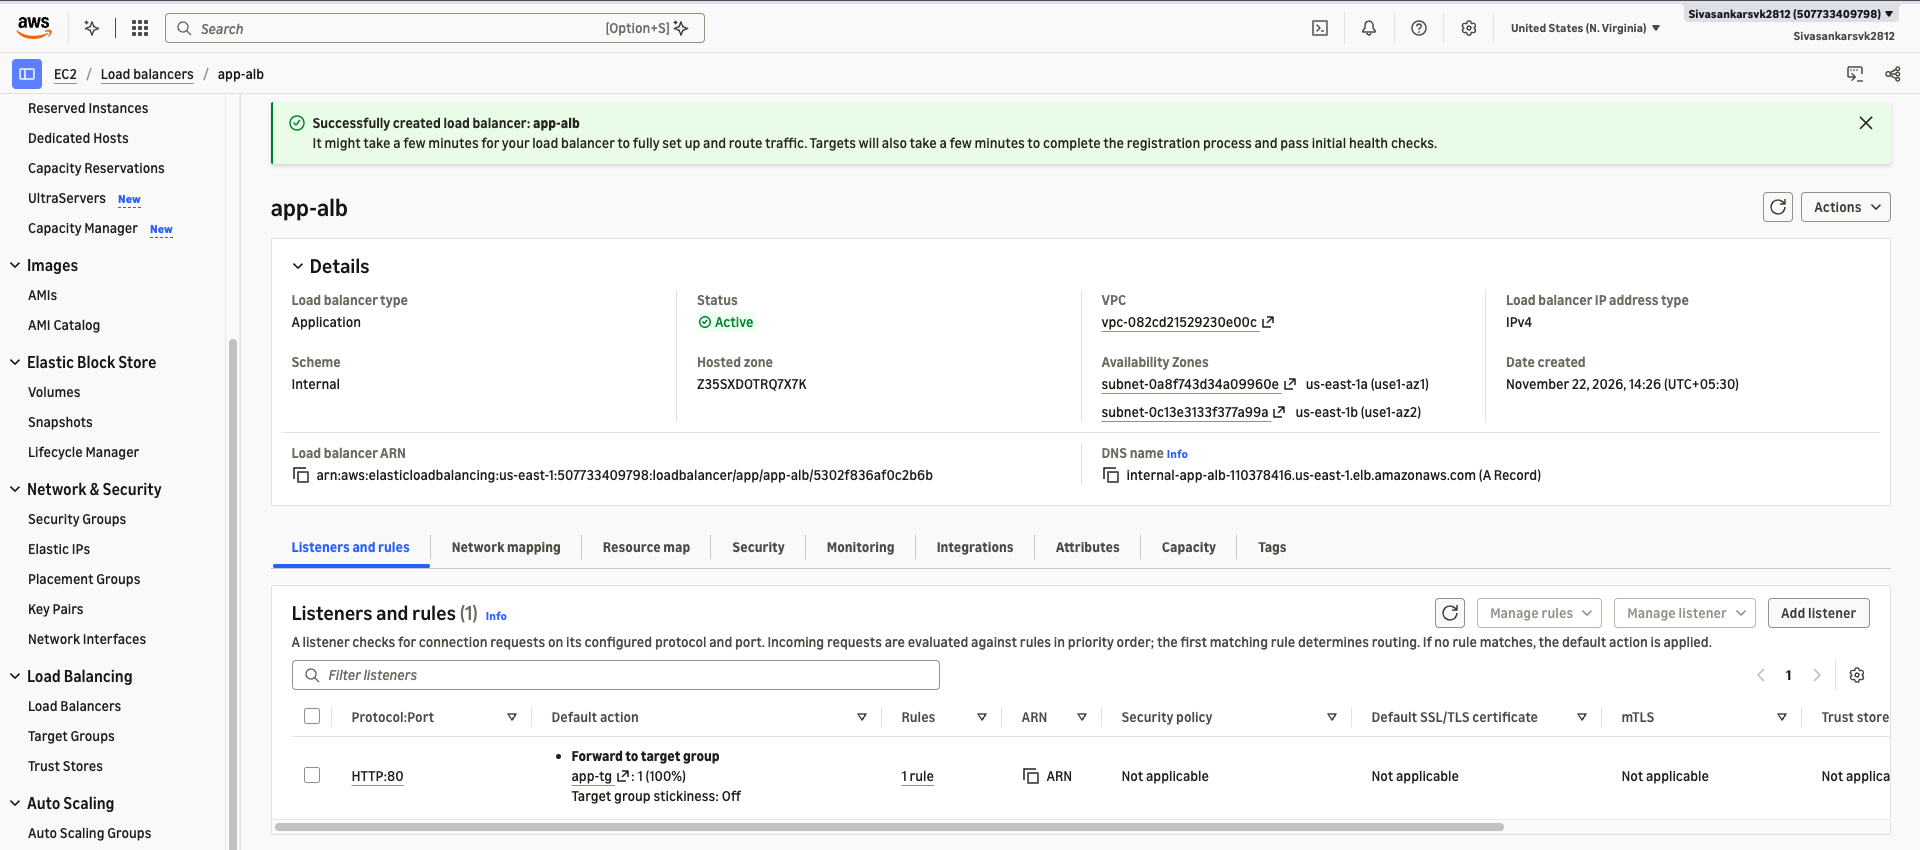 aws
Search [Option+S]
United States (N. Virginia)
Sivasankarsvk2812 (507733409798)
Sivasankarsvk2812
EC2 / Load balancers / app-alb
Reserved Instances
Dedicated Hosts
Capacity Reservations
UltraServers New
Capacity Manager New
Images
AMIs
AMI Catalog
Elastic Block Store
Volumes
Snapshots
Lifecycle Manager
Network & Security
Security Groups
Elastic IPs
Placement Groups
Key Pairs
Network Interfaces
Load Balancing
Load Balancers
Target Groups
Trust Stores
Auto Scaling
Auto Scaling Groups
Successfully created load balancer: app-alb
It might take a few minutes for your load balancer to fully set up and route traffic. Targets will also take a few minutes to complete the registration process and pass initial health checks.
app-alb
Actions
Details
Load balancer type
Application
Status
Active
VPC
vpc-082cd21529230e00c
Load balancer IP address type
IPv4
Scheme
Internal
Hosted zone
Z35SXDOTRQ7X7K
Availability Zones
subnet-0a8f743d34a09960e us-east-1a (use1-az1)
subnet-0c13e3133f377a99a us-east-1b (use1-az2)
Date created
November 22, 2026, 14:26 (UTC+05:30)
Load balancer ARN
arn:aws:elasticloadbalancing:us-east-1:507733409798:loadbalancer/app/app-alb/5302f836af0c2b6b
DNS name Info
internal-app-alb-110378416.us-east-1.elb.amazonaws.com (A Record)
Listeners and rules Network mapping Resource map Security Monitoring Integrations Attributes Capacity Tags
Listeners and rules (1) Info
Manage rules Manage listener Add listener
A listener checks for connection requests on its configured protocol and port. Incoming requests are evaluated against rules in priority order; the first matching rule determines routing. If no rule matches, the default action is applied.
Filter listeners
1
Protocol:Port Default action Rules ARN Security policy Default SSL/TLS certificate mTLS Trust store
Forward to target group
HTTP:80 app-tg : 1 (100%) 1 rule ARN Not applicable Not applicable Not applicable Not applica
Target group stickiness: Off